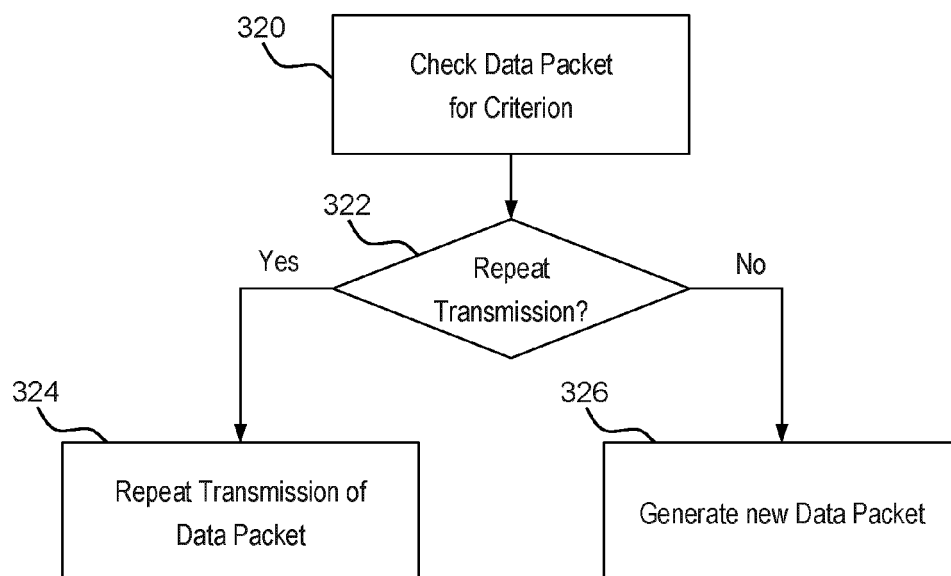 320
Check Data Packet
for Criterion
322
Yes
Repeat
Transmission?
No
324
Repeat Transmission of
Data Packet
326
Generate new Data Packet